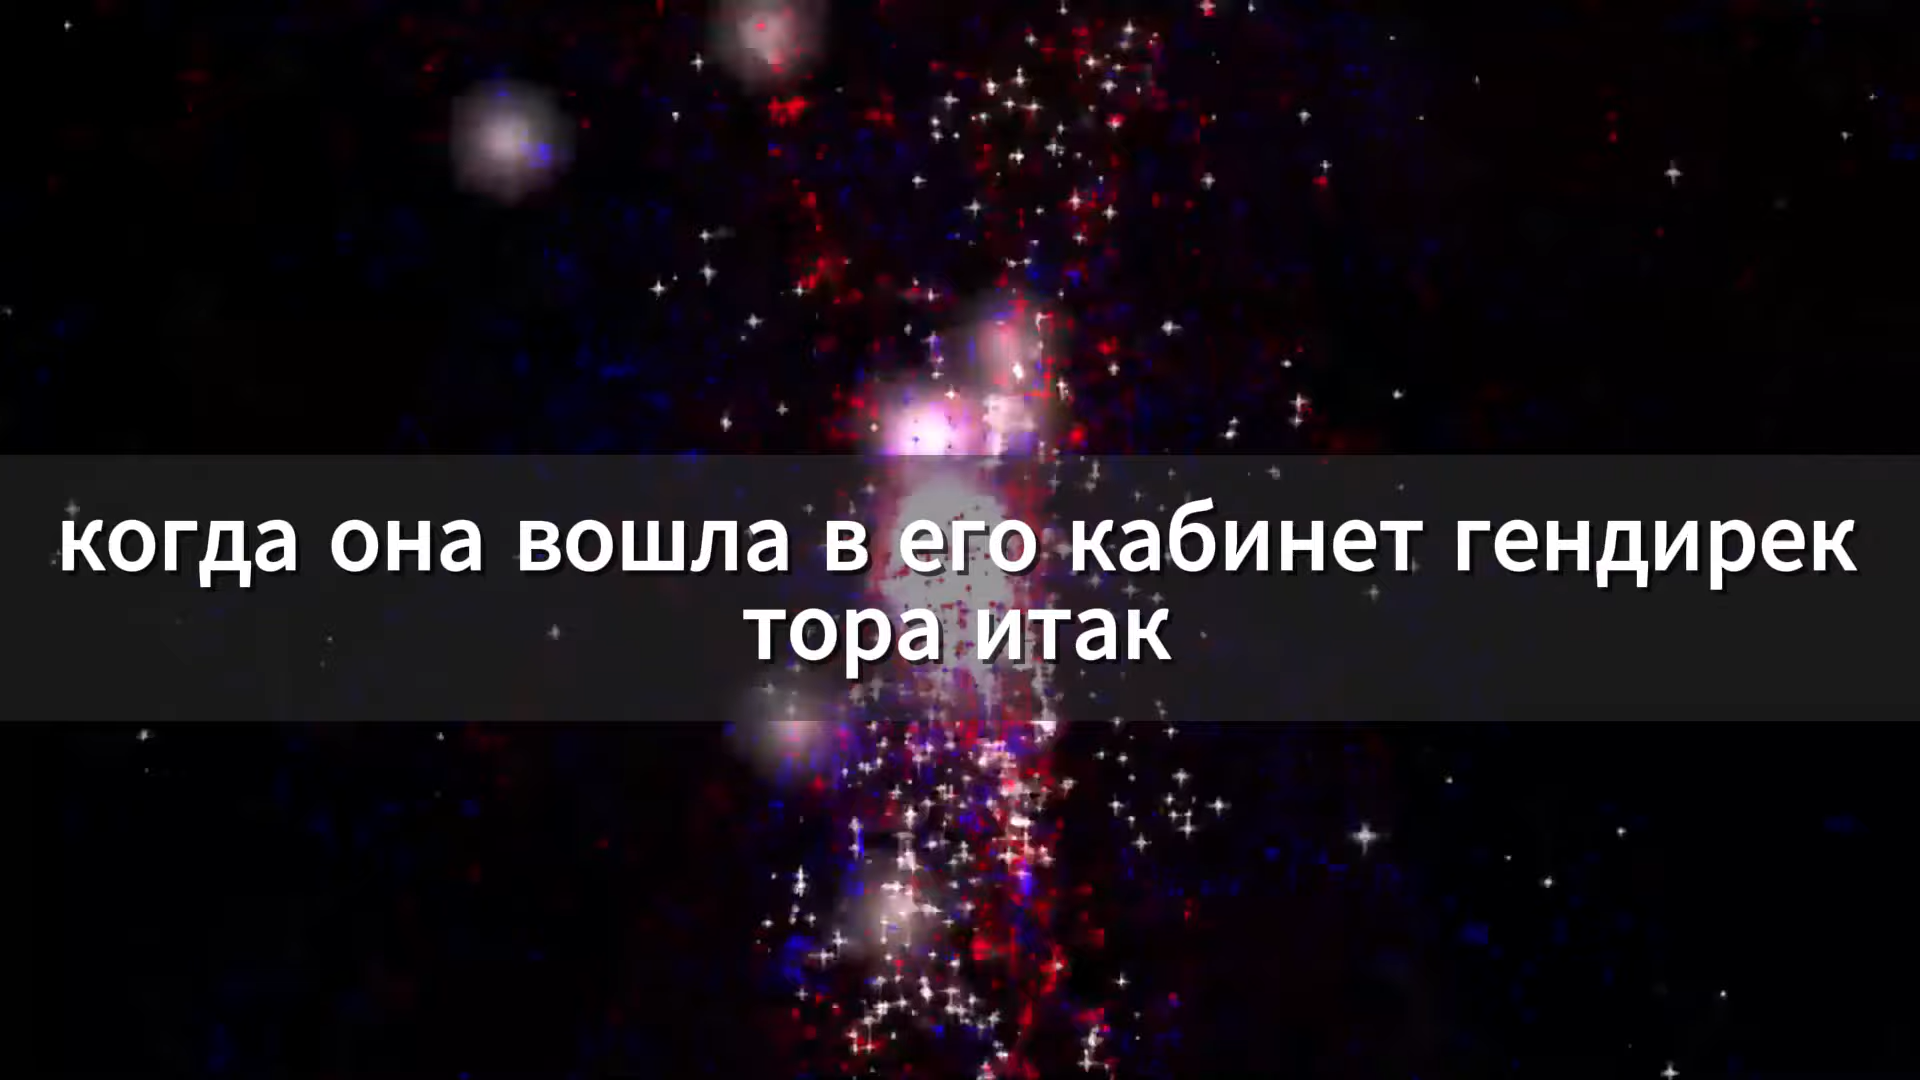 когда она вошла в его кабинет гендирек
тора итак